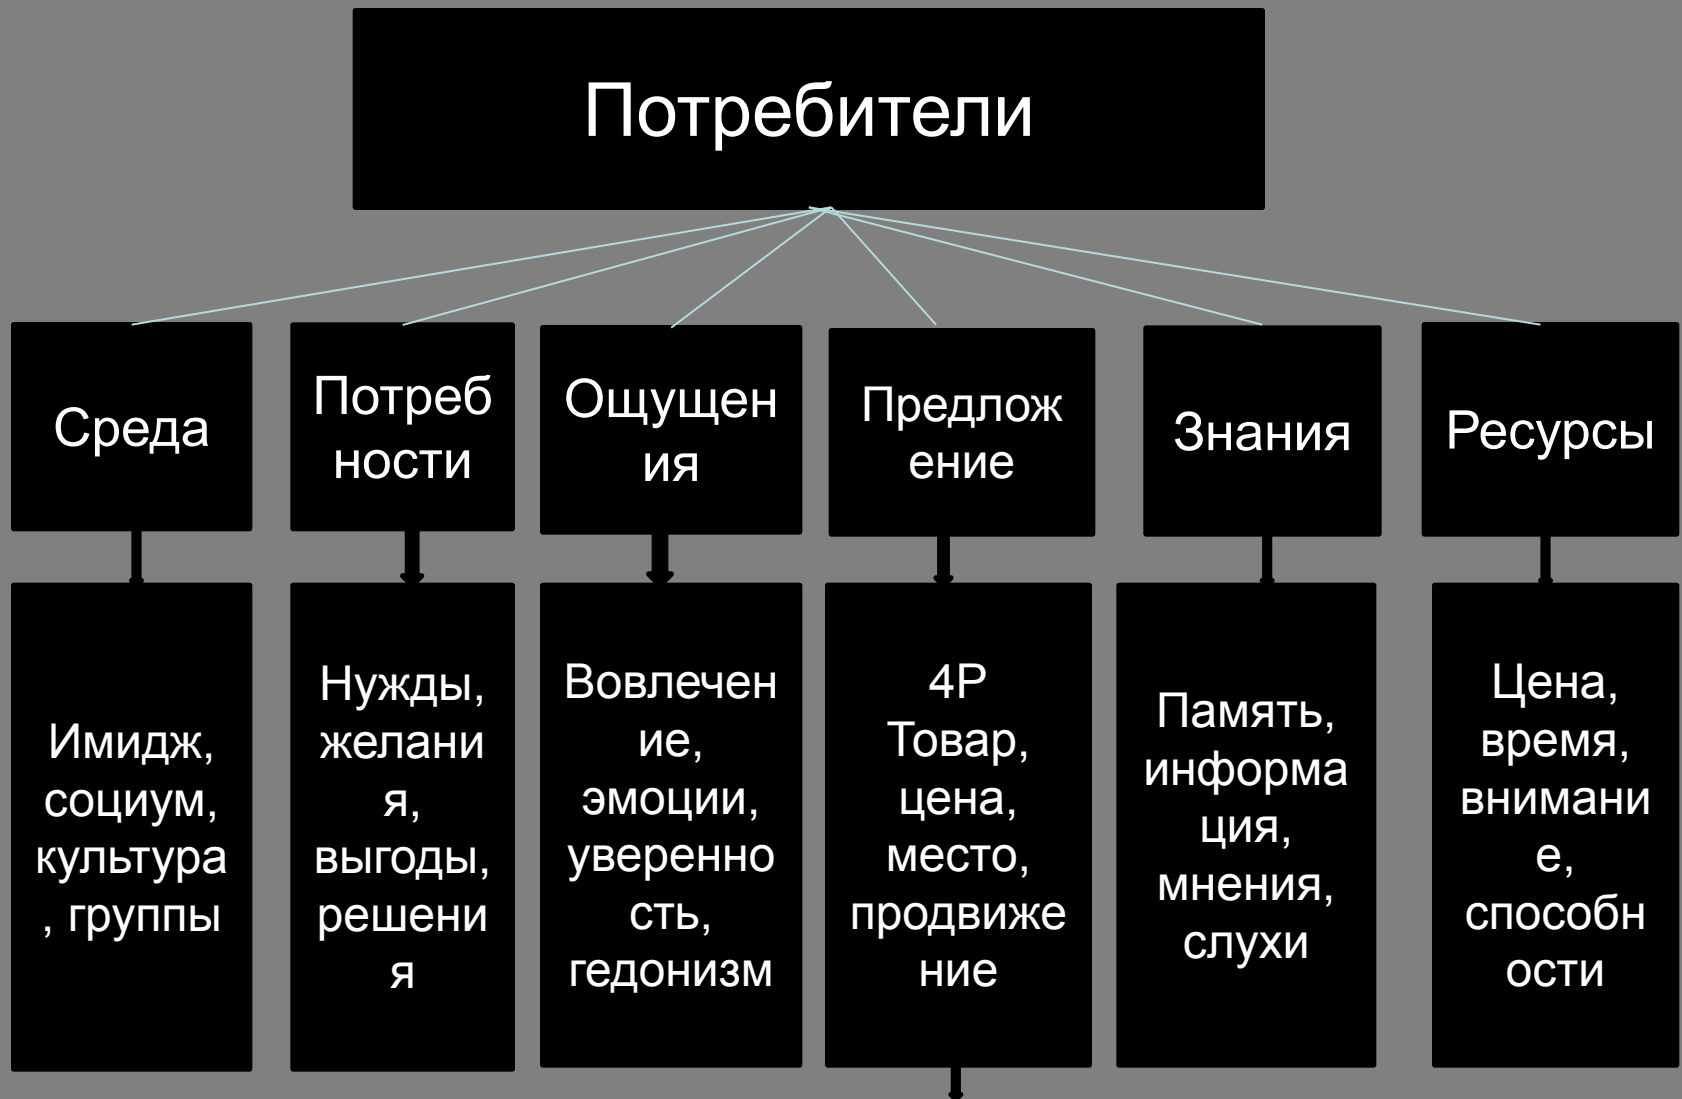 Потребители
Среда
Потреб
ности
Ощущен
ия
Предлож
ение
Знания
Ресурсы
Имидж,
социум,
культура
, группы
Нужды,
желани
я,
выгоды,
решени
я
Вовлечен
ие,
эмоции,
уверенно
сть,
гедонизм
4Р
Товар,
цена,
место,
продвиже
ние
Память,
информа
ция,
мнения,
слухи
Цена,
время,
внимани
е,
способн
ости